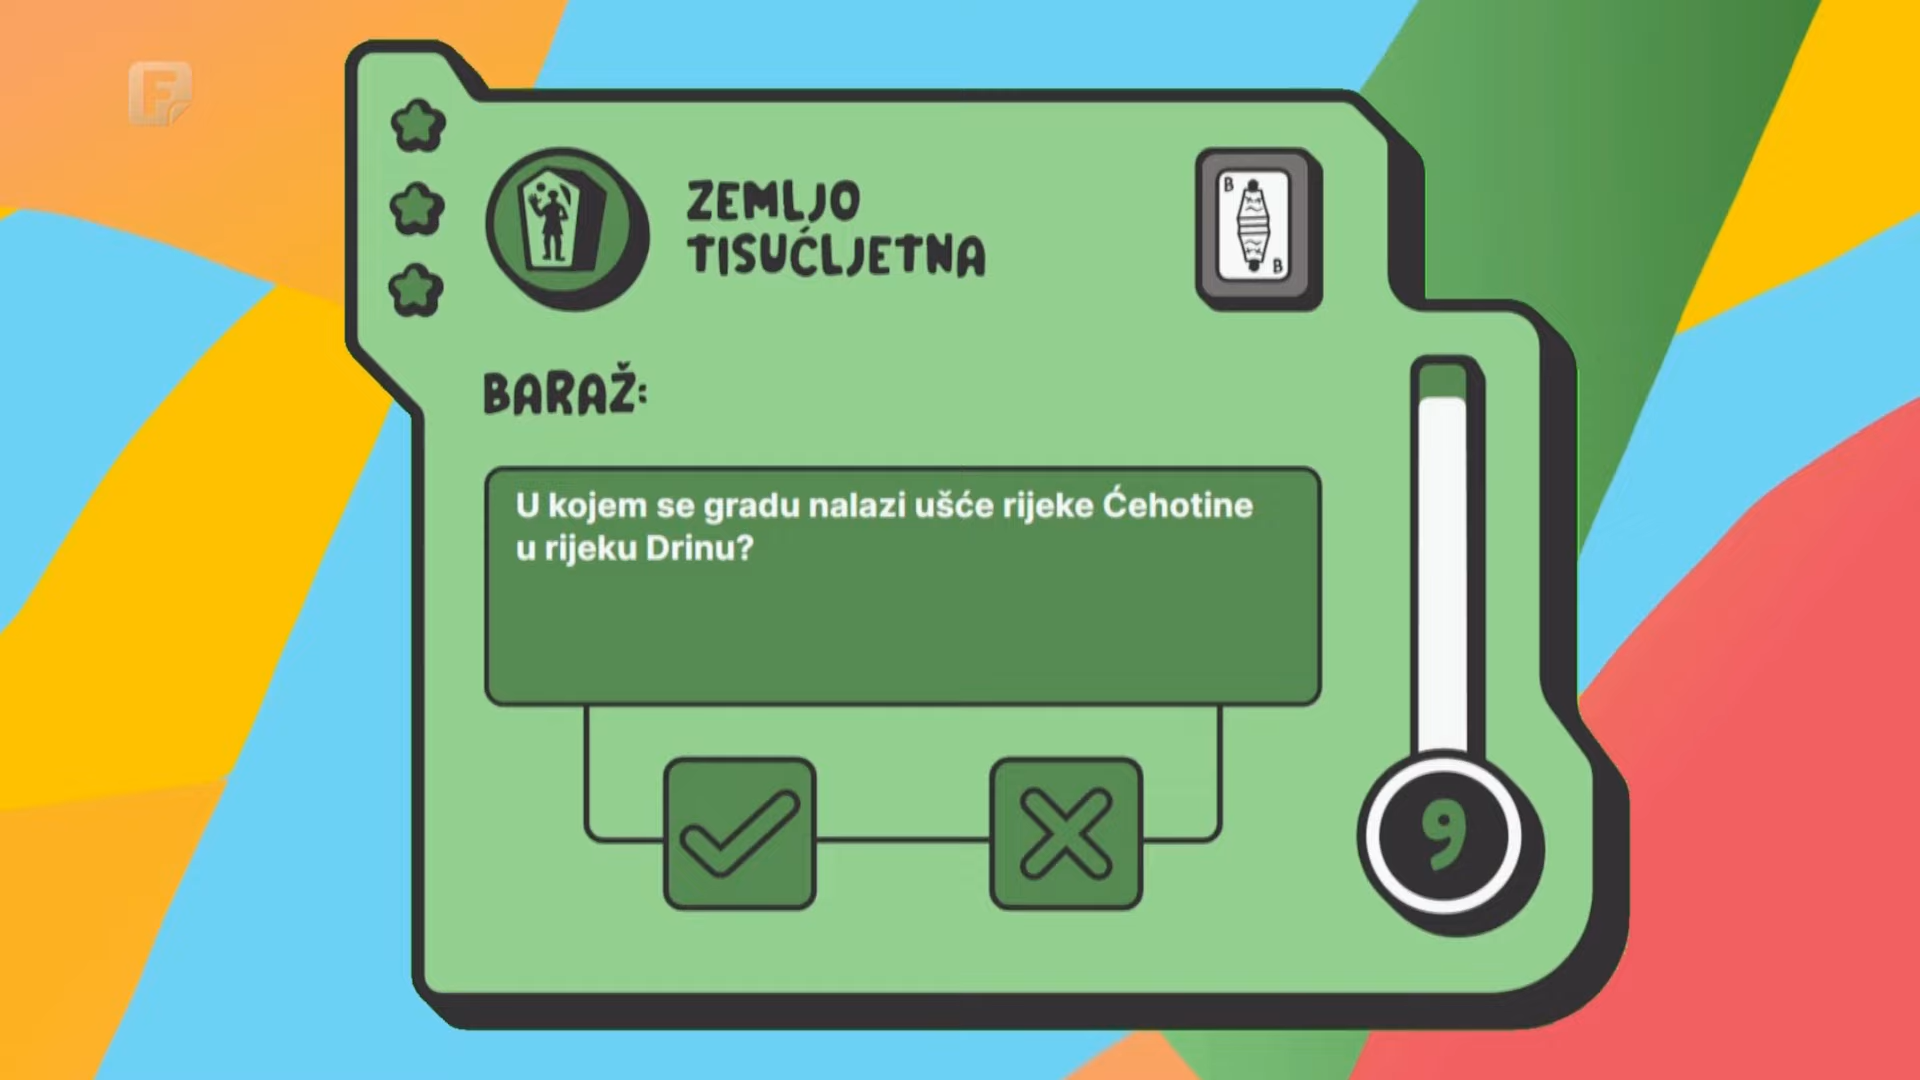 F
ZEMLJO
TISUĆLJETNA
B
B
BARAŽ:
U kojem se gradu nalazi ušće rijeke Ćehotine
u rijeku Drinu?
9